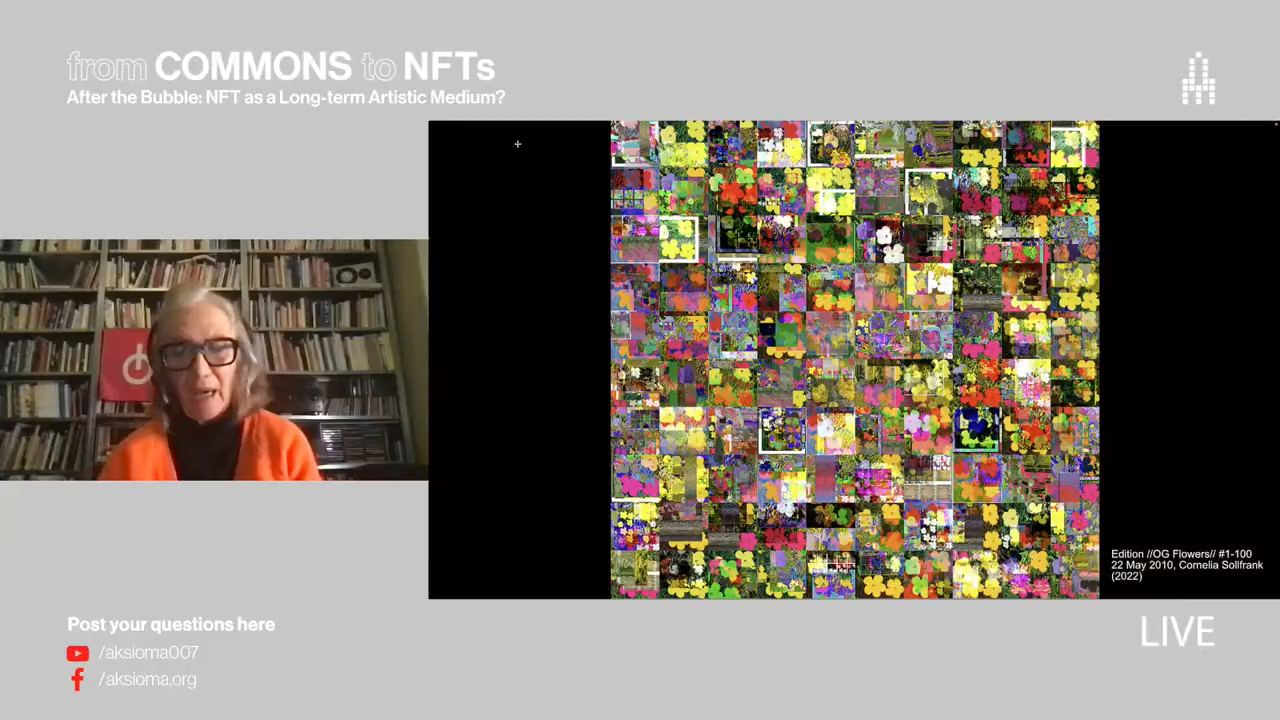 from COMMONS to NFTs
After the Bubble: NFT as a Long-term Artistic Medium?
Edition //OG Flowers// #1-100
22 May 2010, Cornelia Sollfrank
(2022)
Post your questions here
/aksioma007
/aksioma.org
LIVE